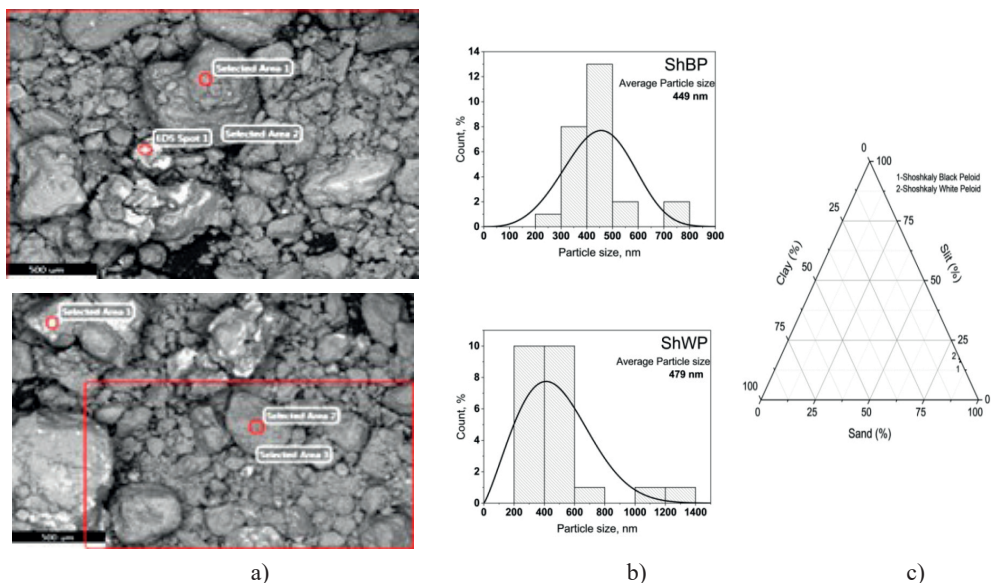 Selected Area 1
EDS Spot 1
Selected Area 2
500 μm
Selected Area 1
Selected Area 2
Selected Area 3
500 μm
a)
ShBP
Average Particle size
449 nm
Count, %
14
12
10
8
6
4
2
0
0 100 200 300 400 500 600 700 800 900
Particle size, nm
ShWP
Average Particle size
479 nm
Count, %
10
8
6
4
2
0
0 200 400 600 800 1000 1200 1400
Particle size, nm
b)
1-Shoshkaly Black Peloid
2-Shoshkaly White Peloid
Clay (%)
0
25
50
75
100
Slit (%)
100
75
50
25
0
2
1
0 25 50 75 100
Sand (%)
c)